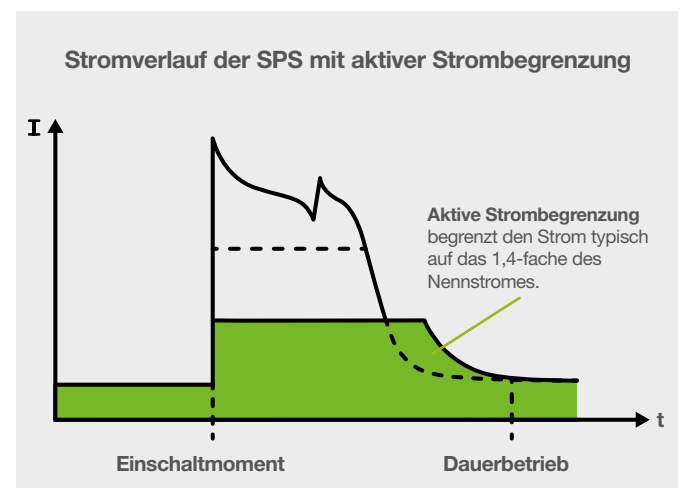 Stromverlauf der SPS mit aktiver Strombegrenzung
I
Aktive Strombegrenzung
begrenzt den Strom typisch
auf das 1,4-fache des
Nennstromes.
t
Einschaltmoment
Dauerbetrieb